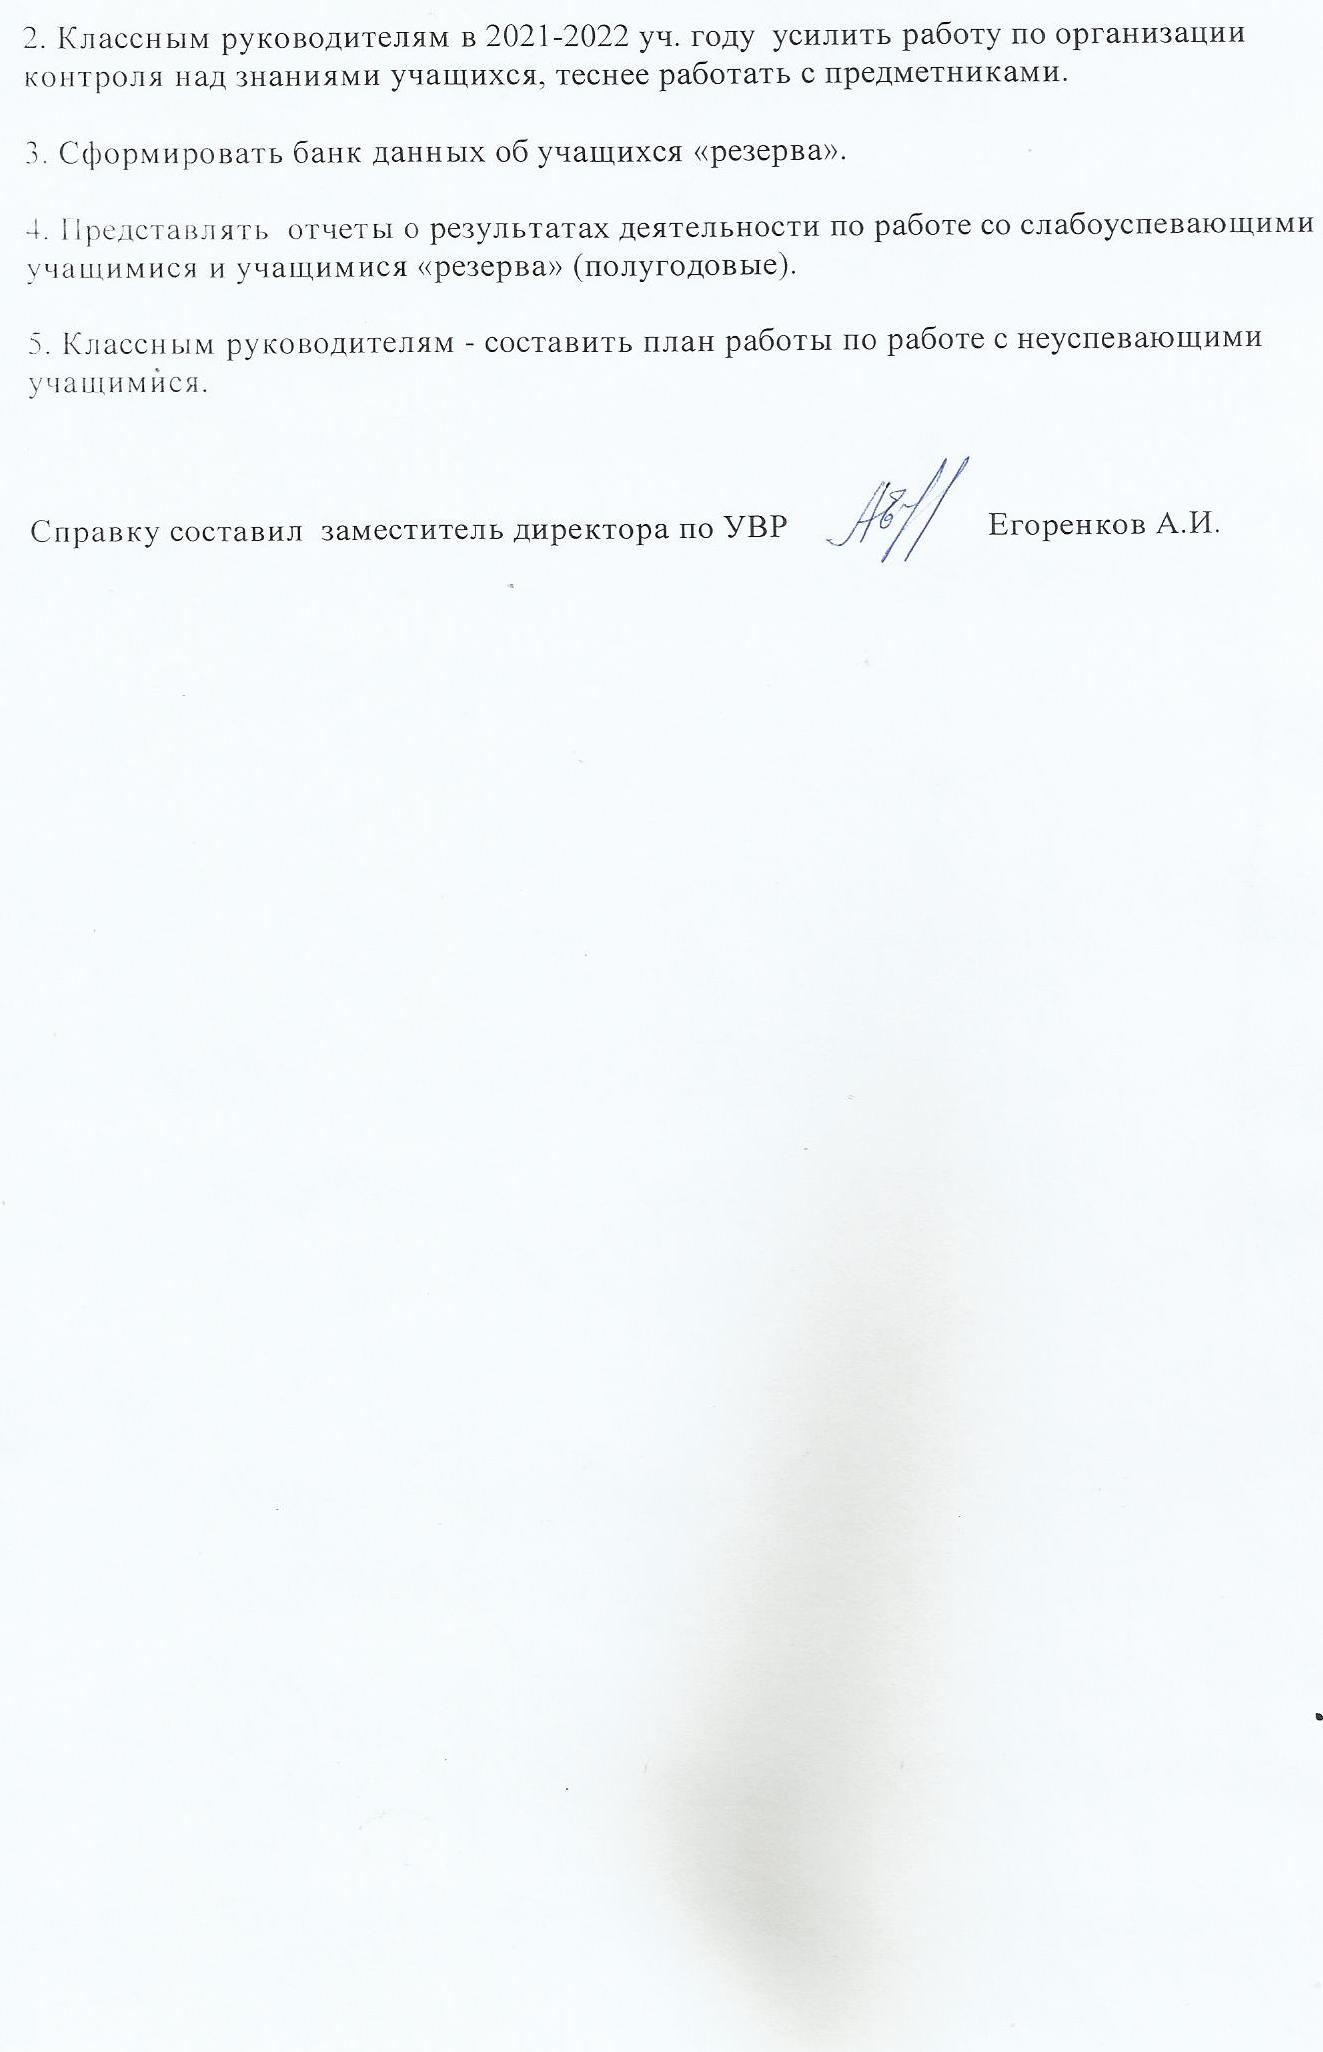 2. Классным руководителям в 2021-2022 уч. году усилить работу по организации
контроля над знаниями учащихся, теснее работать с предметниками.
3. Сформировать банк данных об учащихся «резерва».
4. Представлять отчеты о результатах деятельности по работе со слабоуспевающими
учащимися и учащимися «резерва» (полугодовые).
5. Классным руководителям - составить план работы по работе с неуспевающими
учащимися.
Справку составил заместитель директора по УВР Егоренков А.И.